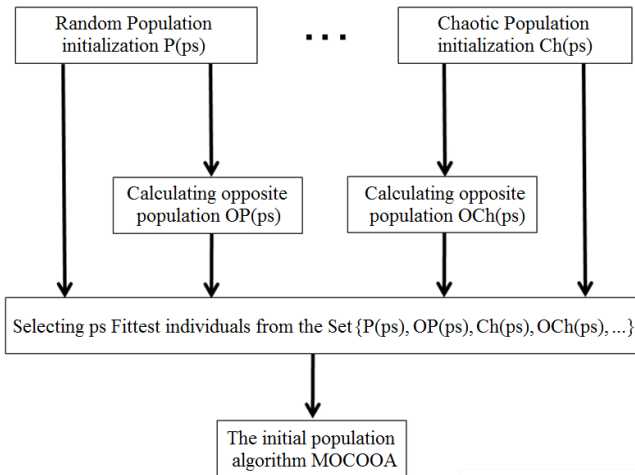 Random Population
initialization P(ps)
...
Chaotic Population
initialization Ch(ps)
Calculating opposite
population OP(ps)
Calculating opposite
population OCh(ps)
Selecting ps Fittest individuals from the Set{P(ps), OP(ps), Ch(ps), OCh(ps), ...}
The initial population
algorithm MOCOOA